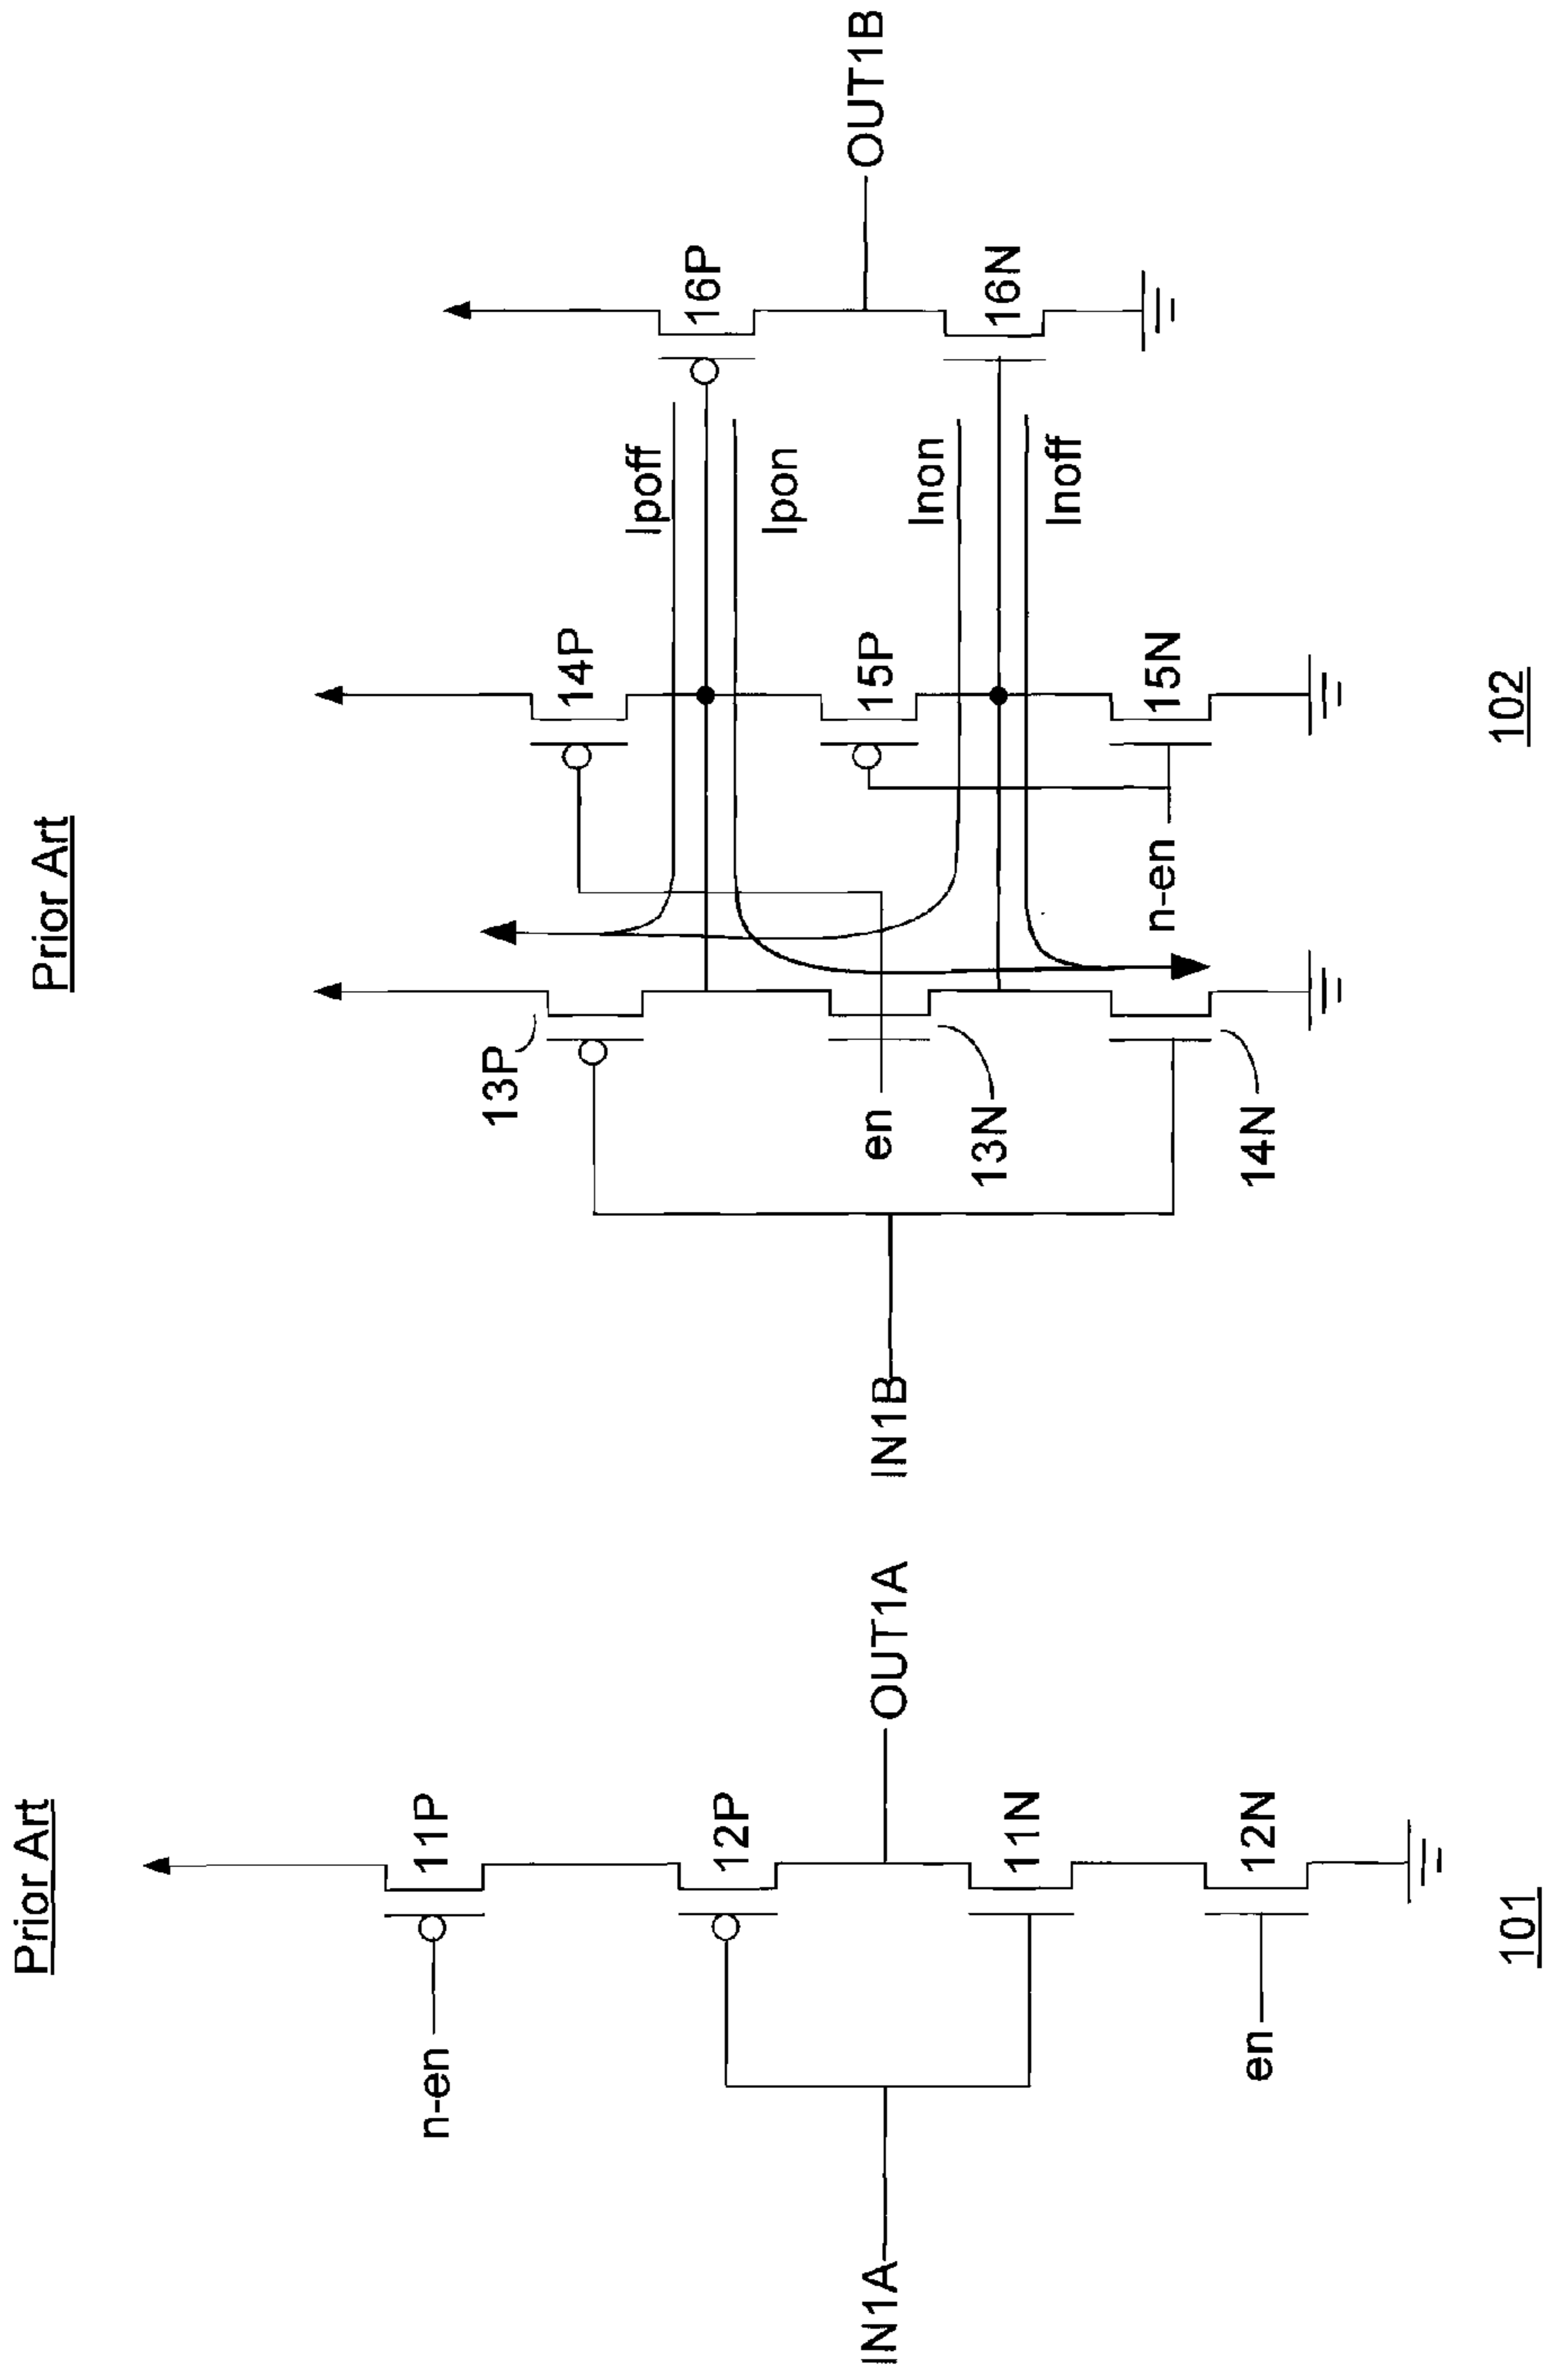 Prior Art
n-en
11P
12P
IN1A
OUT1A
11N
en
12N
101
Prior Art
13P
14P
Ipoff
16P
Ipon
IN1B
en
15P
OUT1B
Inon
13N
16N
Inoff
n-en
14N
15N
102